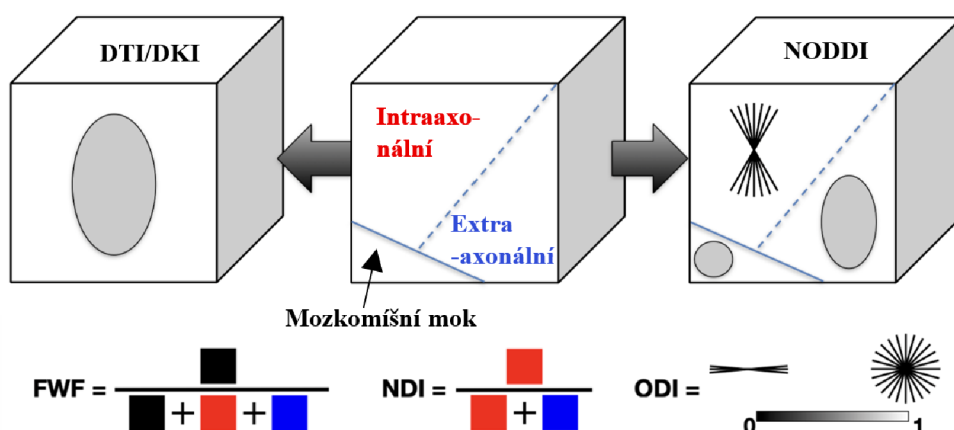 DTI/DKI
NODDI
Intraaxo-
nální
Extra
-axonální
Mozkomíšní mok
FWF =
+ +
NDI =
+
ODI =
0 1